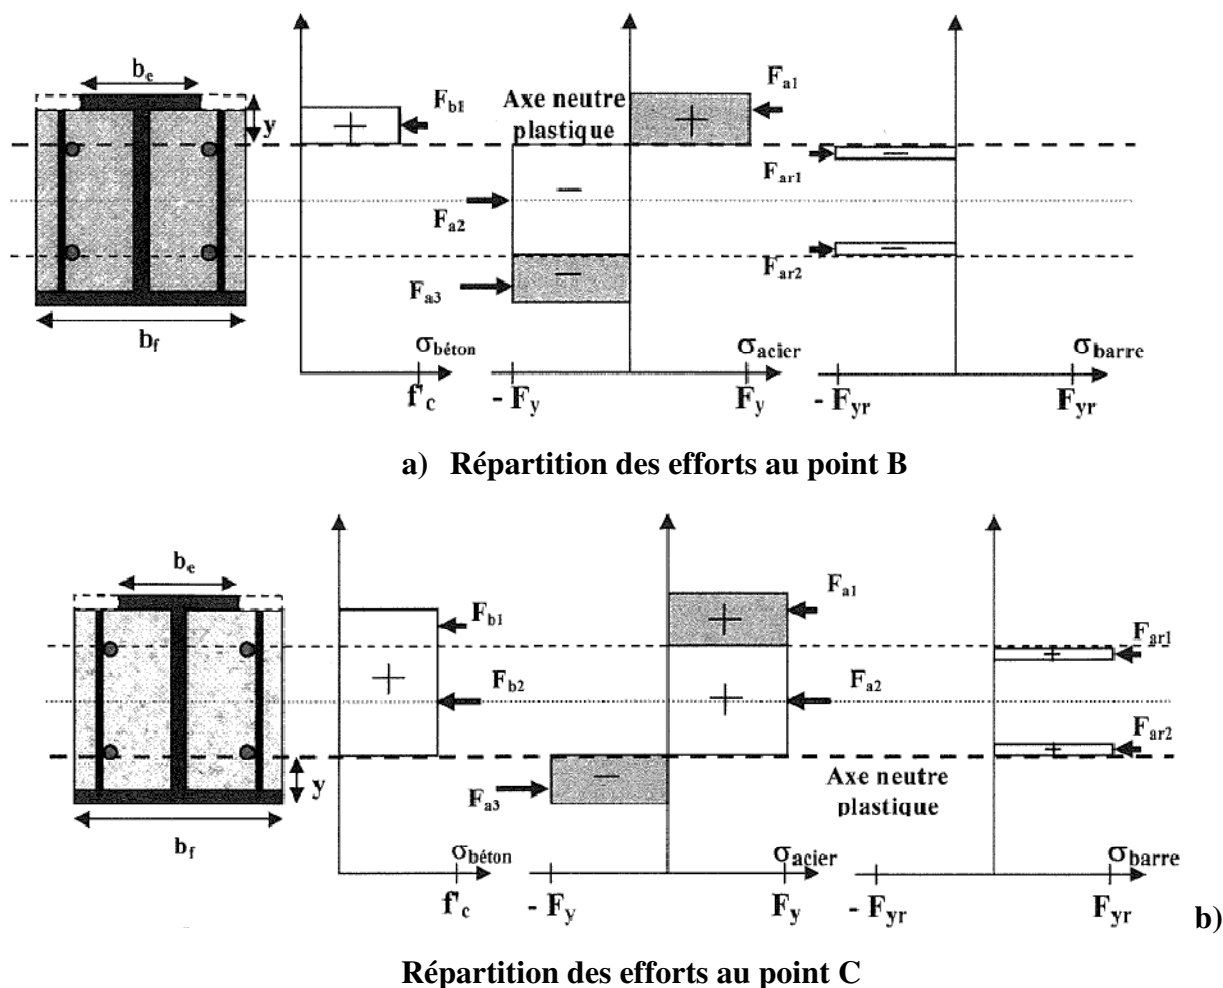 b_e
y
b_f
F_b1
σ_béton
f'_c
Axe neutre
plastique
F_a1
F_a2
F_a3
σ_acier
- F_y
F_y
F_ar1
F_ar2
σ_barre
- F_yr
F_yr
a) Répartition des efforts au point B
b_e
y
b_f
F_b1
F_b2
σ_béton
f'_c
F_a1
F_a2
F_a3
σ_acier
- F_y
F_y
F_ar1
F_ar2
Axe neutre
plastique
σ_barre
- F_yr
F_yr
b)
Répartition des efforts au point C